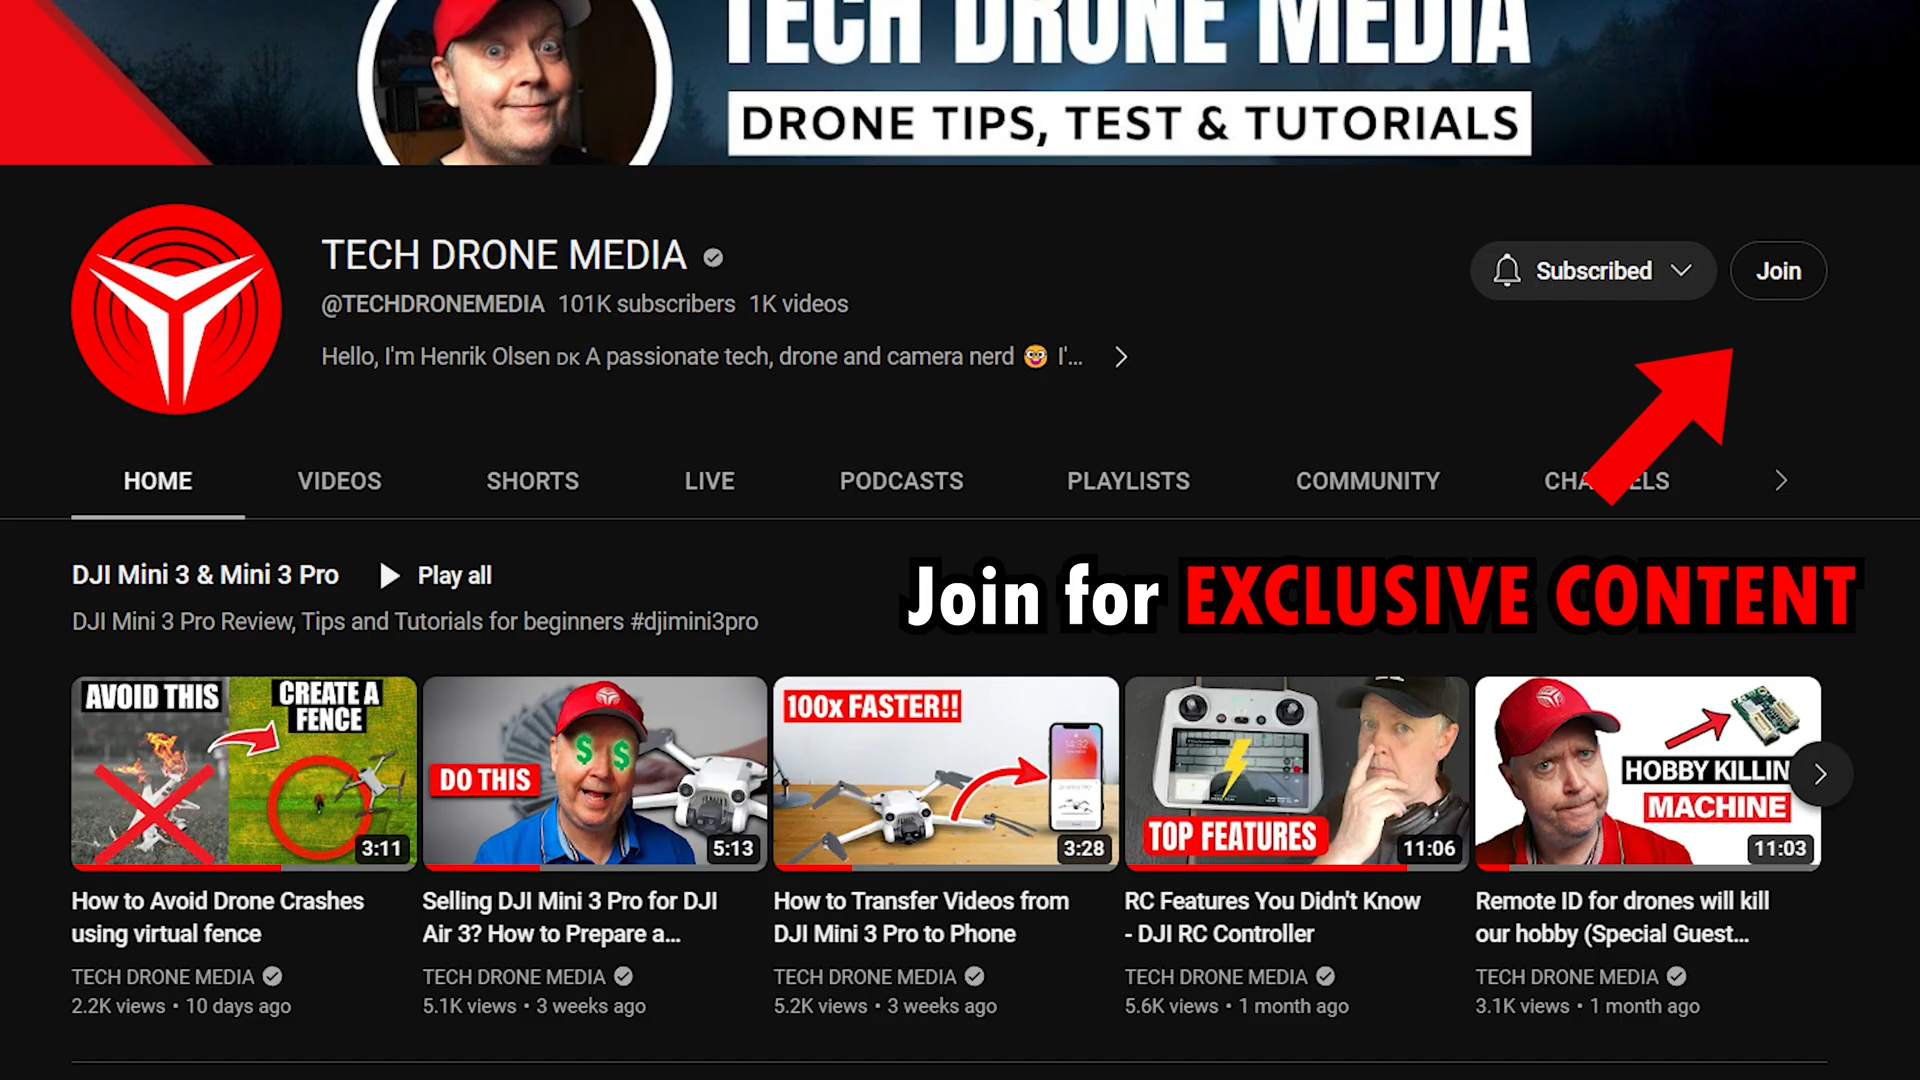 TECH DRONE MEDIA
DRONE TIPS, TEST & TUTORIALS
TECH DRONE MEDIA
Subscribed
Join
@TECHDRONEMEDIA 101K subscribers 1K videos
Hello, I'm Henrik Olsen DK A passionate tech, drone and camera nerd 🤓 I'...
HOME VIDEOS SHORTS LIVE PODCASTS PLAYLISTS COMMUNITY CHANNELS
DJI Mini 3 & Mini 3 Pro Play all
Join for EXCLUSIVE CONTENT
DJI Mini 3 Pro Review, Tips and Tutorials for beginners #djimini3pro
AVOID THIS
CREATE A
FENCE
3:11
DO THIS
5:13
100x FASTER!!
14:32
3:28
TOP FEATURES
11:06
HOBBY KILLIN
MACHINE
11:03
How to Avoid Drone Crashes
using virtual fence
TECH DRONE MEDIA
2.2K views • 10 days ago
Selling DJI Mini 3 Pro for DJI
Air 3? How to Prepare a...
TECH DRONE MEDIA
5.1K views • 3 weeks ago
How to Transfer Videos from
DJI Mini 3 Pro to Phone
TECH DRONE MEDIA
5.2K views • 3 weeks ago
RC Features You Didn't Know
- DJI RC Controller
TECH DRONE MEDIA
5.6K views • 1 month ago
Remote ID for drones will kill
our hobby (Special Guest...
TECH DRONE MEDIA
3.1K views • 1 month ago